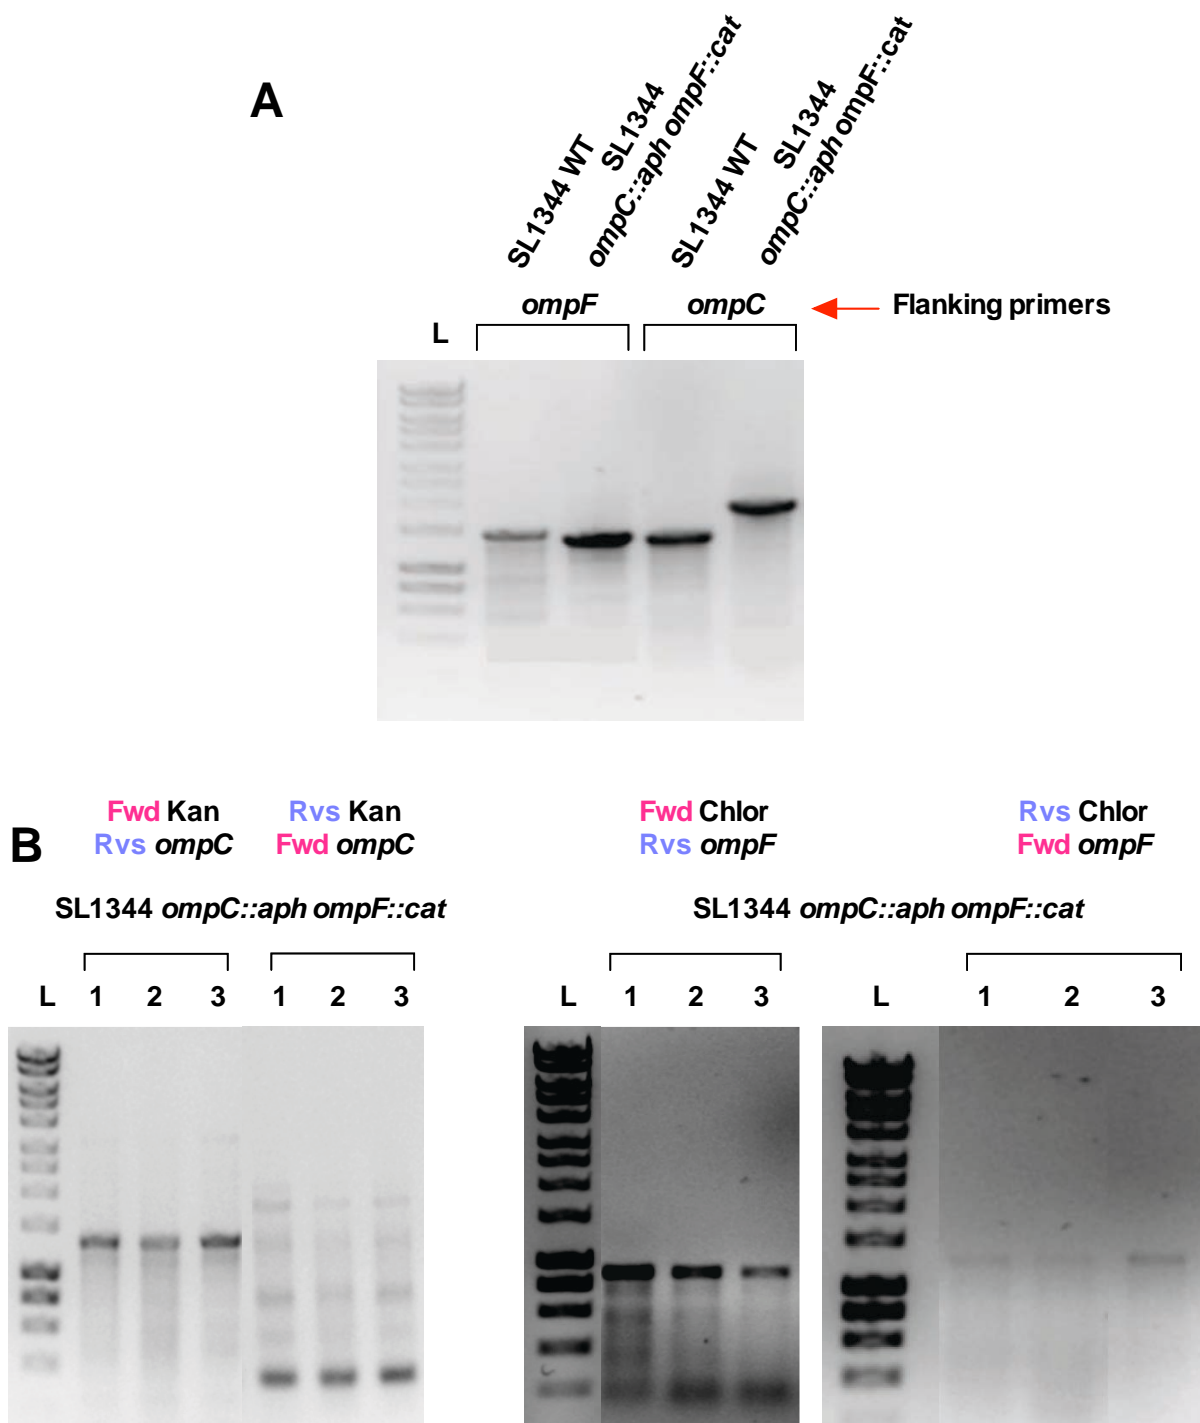 A
SL1344 WT
SL1344
ompC::aph ompF::cat
SL1344 WT
SL1344
ompC::aph ompF::cat
ompF
ompC
Flanking primers
L
Fwd Kan
Rvs ompC
Rvs Kan
Fwd ompC
Fwd Chlor
Rvs ompF
Rvs Chlor
Fwd ompF
B
SL1344 ompC::aph ompF::cat
SL1344 ompC::aph ompF::cat
L 1 2 3 1 2 3
L 1 2 3
L 1 2 3